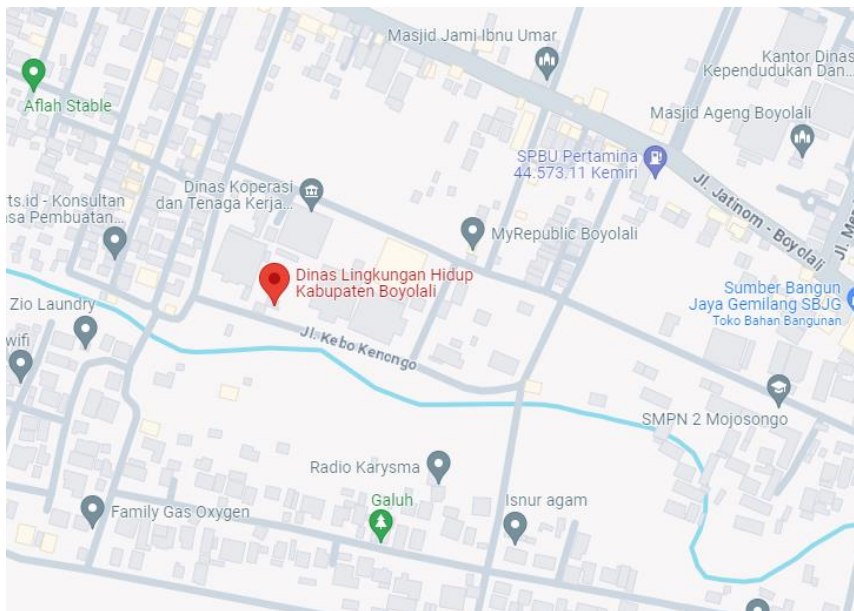 Masjid Jami Ibnu Umar
Kantor Dinas
Kependudukan Dan...
Aflah Stable
Masjid Ageng Boyolali
SPBU Pertamina
44.573.11 Kemiri
Dinas Koperasi
dan Tenaga Kerja...
Jl. Jatinom - Boyolali
rts.id - Konsultan
asa Pembuatan...
MyRepublic Boyolali
Dinas Lingkungan Hidup
Kabupaten Boyolali
Sumber Bangun
Jaya Gemilang SBJG
Toko Bahan Bangunan
Zio Laundry
Jl. Kebo Kenongo
wifi
SMPN 2 Mojosongo
Radio Karysma
Galuh
Isnur agam
Family Gas Oxygen